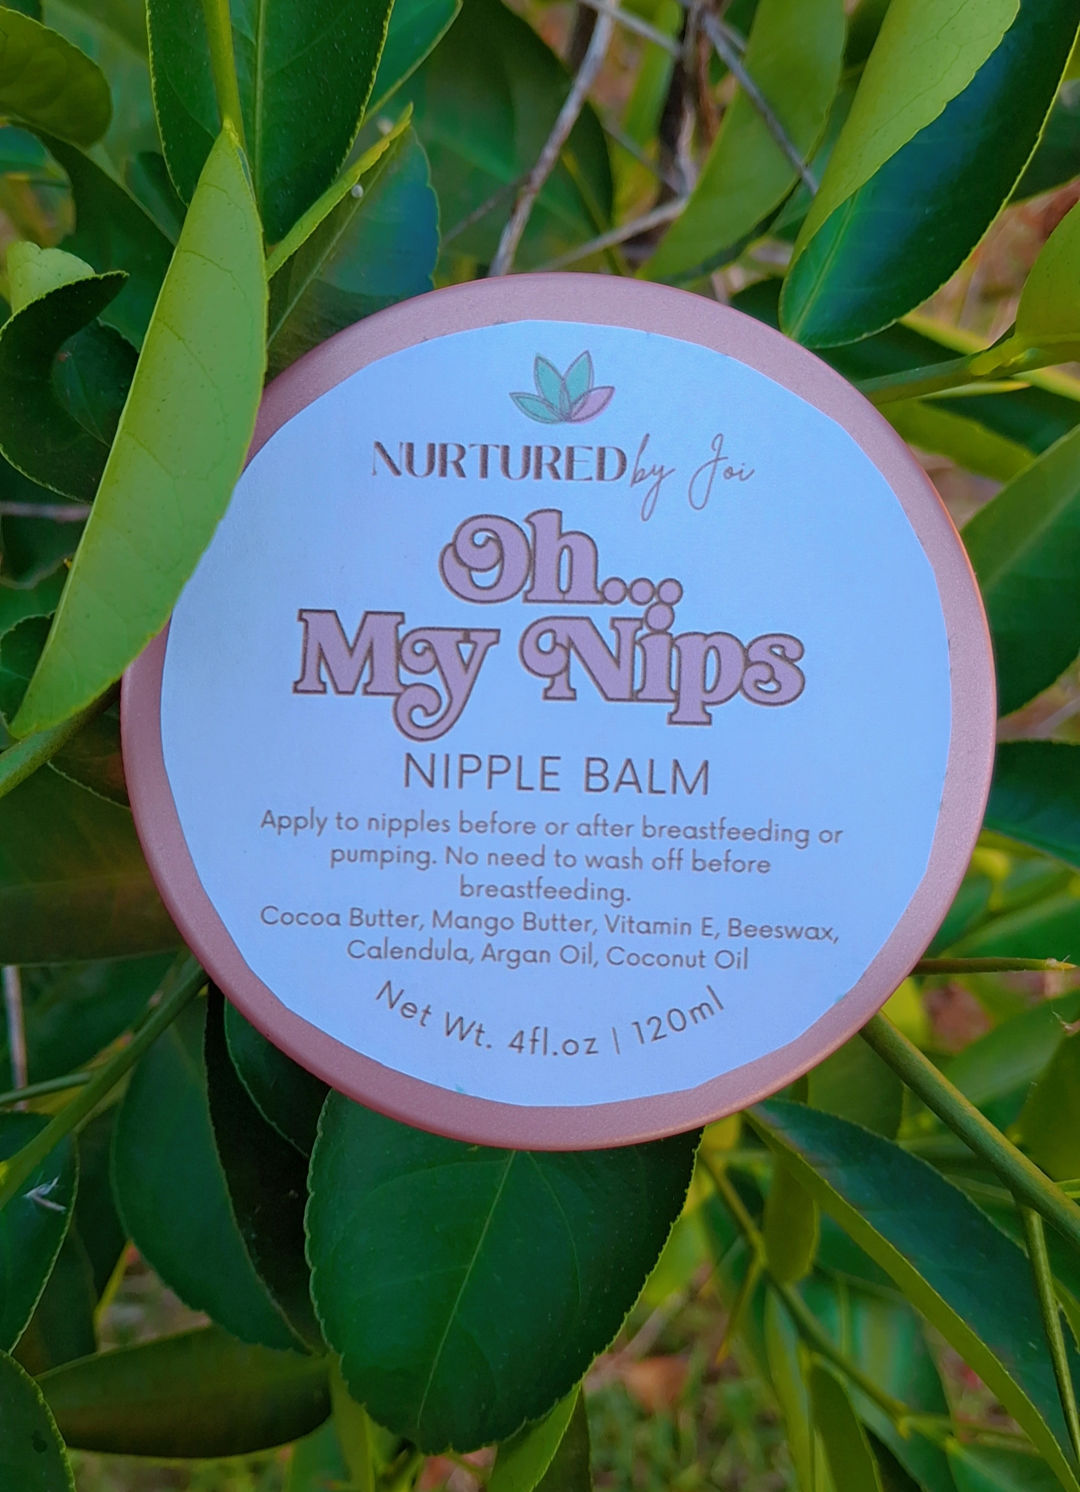 NURTURED by Joi
Oh...
My Nips
NIPPLE BALM
Apply to nipples before or after breastfeeding or
pumping. No need to wash off before
breastfeeding.
Cocoa Butter, Mango Butter, Vitamin E, Beeswax,
Calendula, Argan Oil, Coconut Oil
Net Wt. 4fl.oz | 120ml